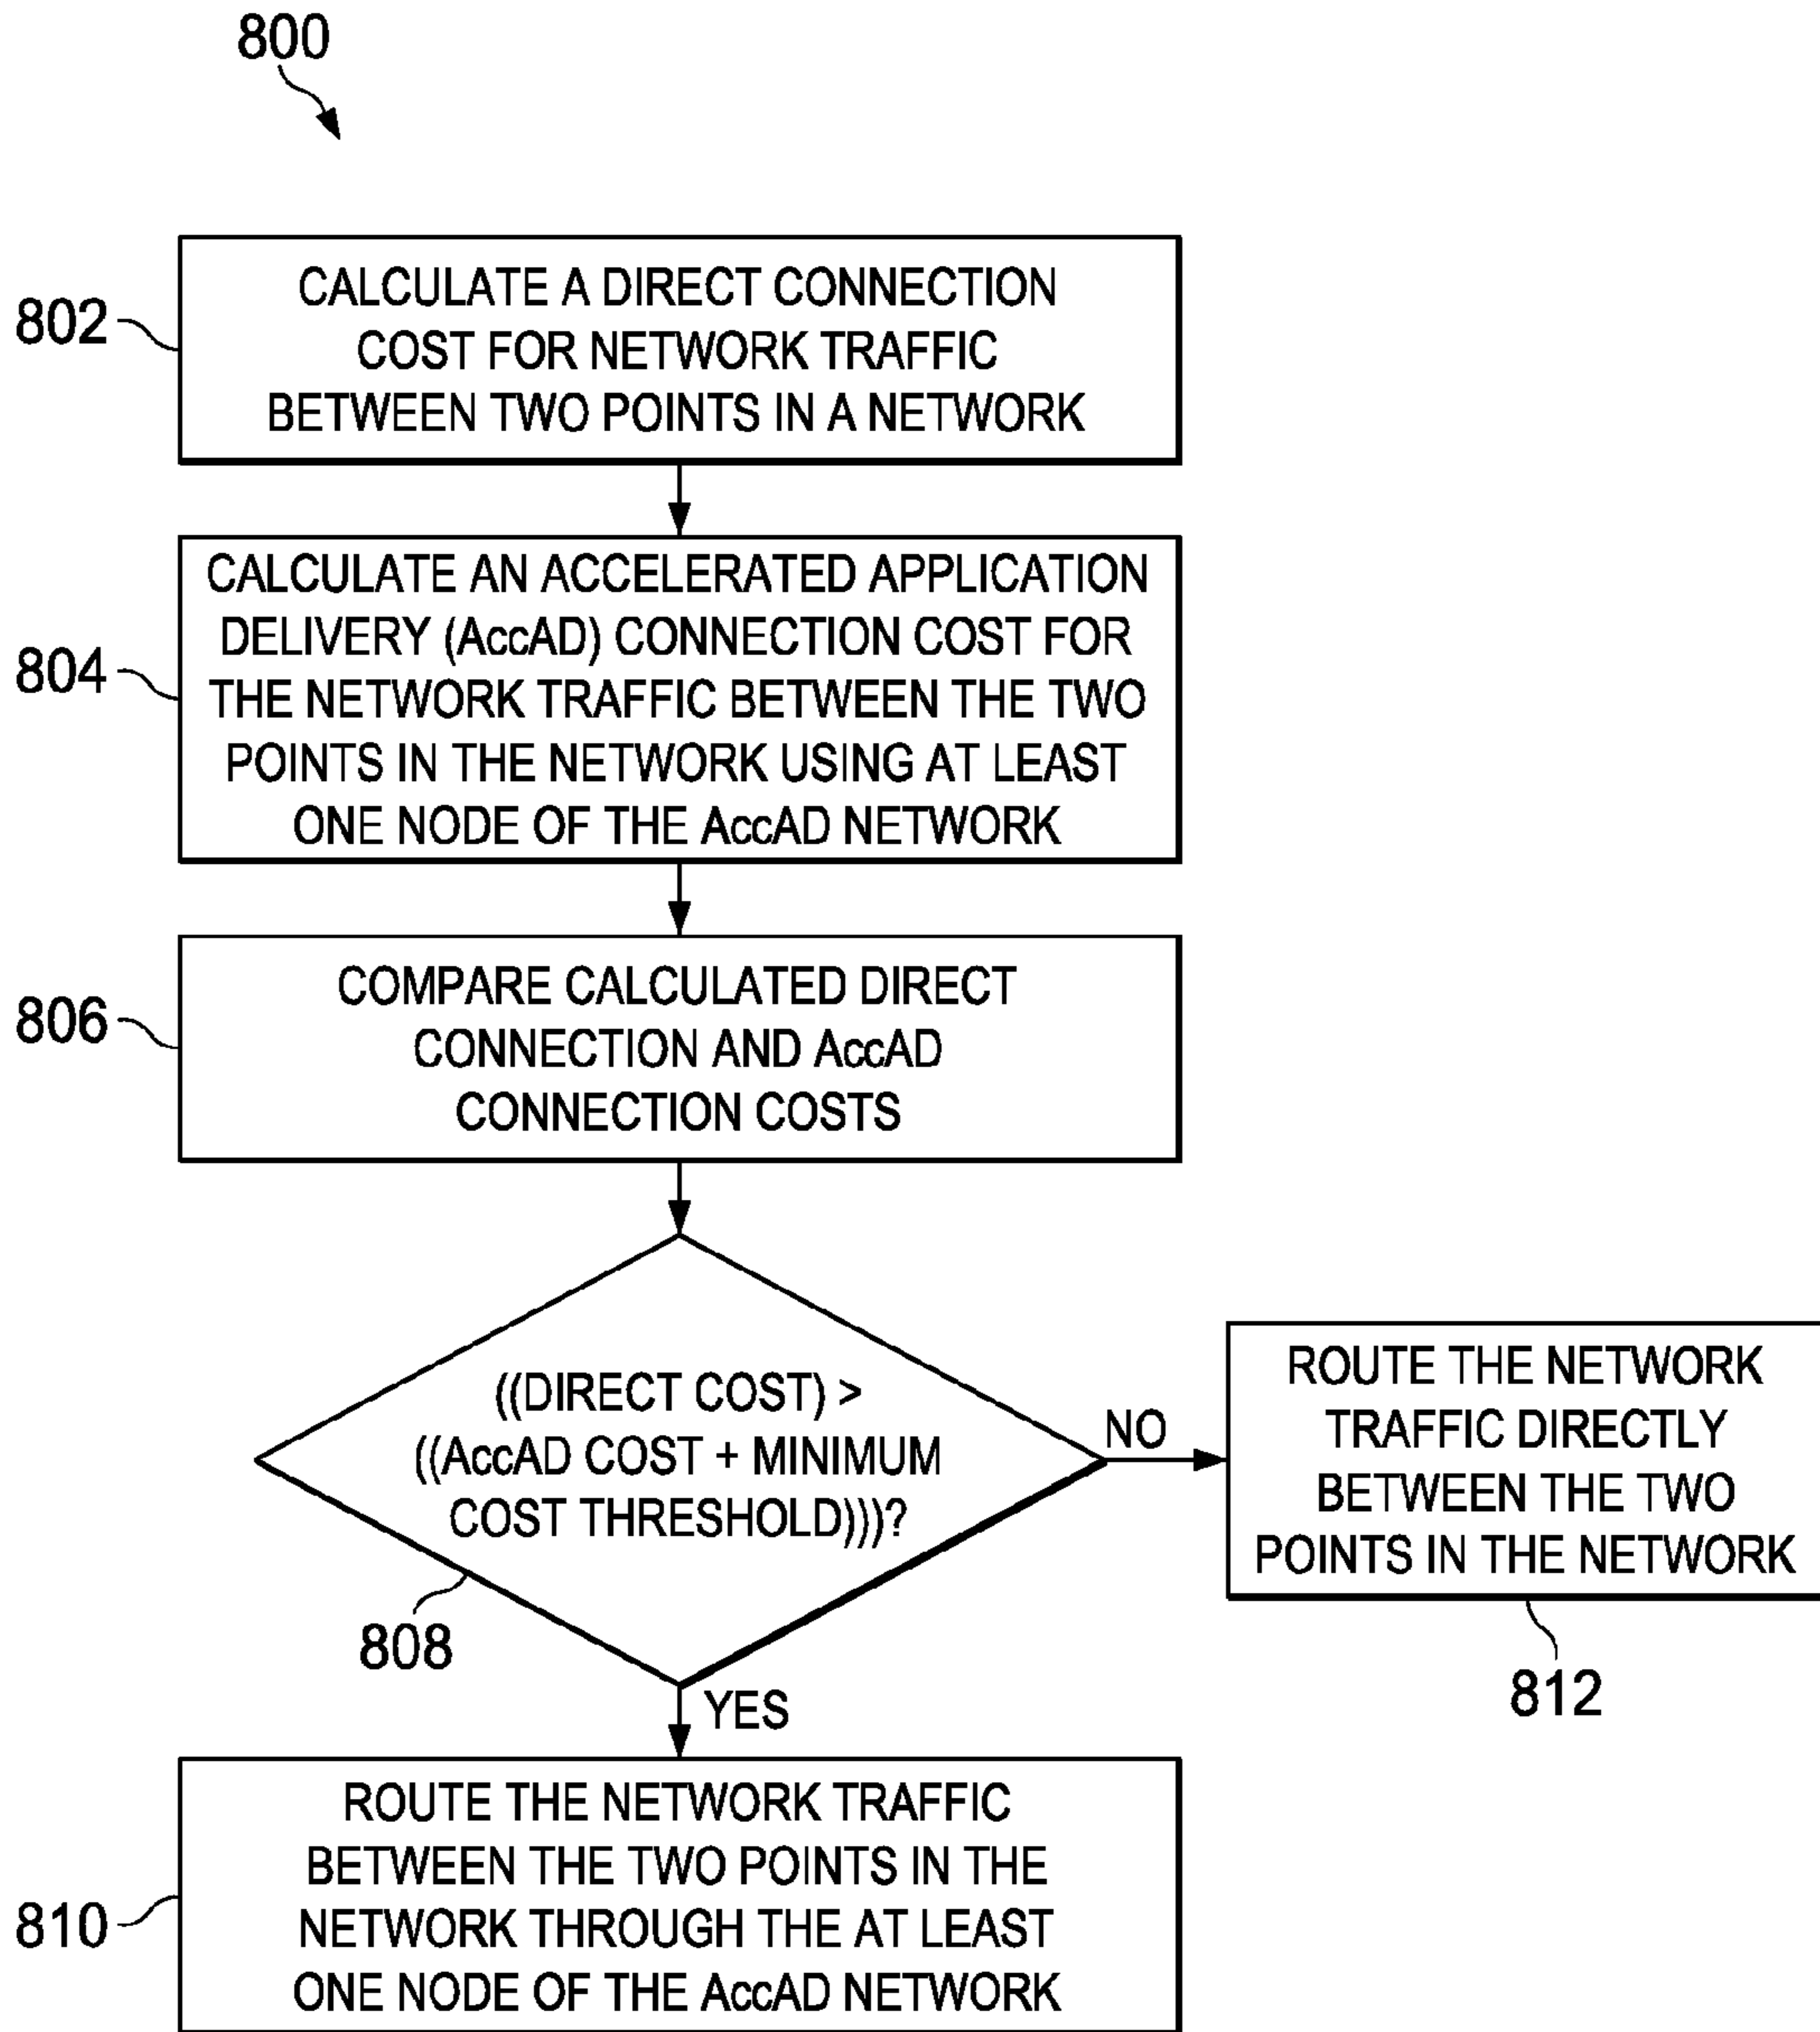 800
802
CALCULATE A DIRECT CONNECTION
COST FOR NETWORK TRAFFIC
BETWEEN TWO POINTS IN A NETWORK
804
CALCULATE AN ACCELERATED APPLICATION
DELIVERY (AccAD) CONNECTION COST FOR
THE NETWORK TRAFFIC BETWEEN THE TWO
POINTS IN THE NETWORK USING AT LEAST
ONE NODE OF THE AccAD NETWORK
806
COMPARE CALCULATED DIRECT
CONNECTION AND AccAD
CONNECTION COSTS
((DIRECT COST) >
((AccAD COST + MINIMUM
COST THRESHOLD)))?
808
NO
ROUTE THE NETWORK
TRAFFIC DIRECTLY
BETWEEN THE TWO
POINTS IN THE NETWORK
812
YES
810
ROUTE THE NETWORK TRAFFIC
BETWEEN THE TWO POINTS IN THE
NETWORK THROUGH THE AT LEAST
ONE NODE OF THE AccAD NETWORK